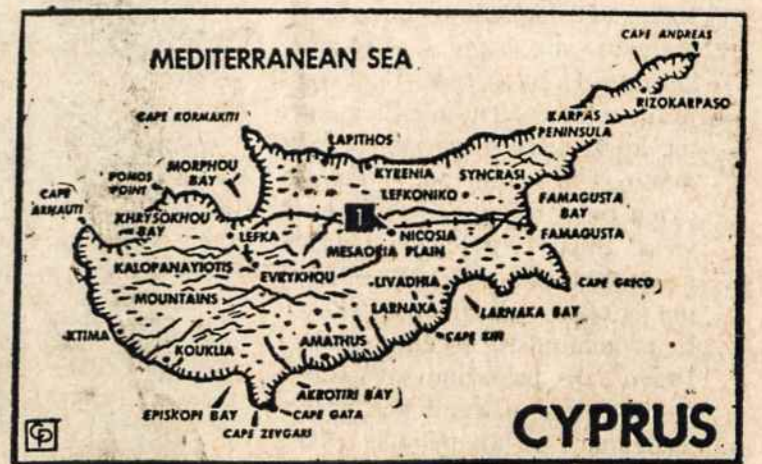 CAPE ANDREAS
MEDITERRANEAN SEA
RIZOKARPASO
CAPE KORMAKITI
KARPAS
PENINSULA
LAPITHOS
MORPHOU
BAY
KYRENIA
SYNCRASI
POMOS
POINT
LEFKONIKO
CAPE
ARNAUTI
FAMAGUSTA
BAY
KHRYSOKHOU
BAY
1
LEFKA
NICOSIA
FAMAGUSTA
MESAORIA PLAIN
KALOPANAYIOTIS
EVRYKHOU
LIVADHIA
CAPE GRECO
MOUNTAINS
LARNAKA
LARNAKA BAY
KTIMA
CAPE KITI
KOUKLIA
AMATHUS
AKROTIRI BAY
EPISKOPI BAY
CAPE GATA
CAPE ZEVGARI
CP
CYPRUS